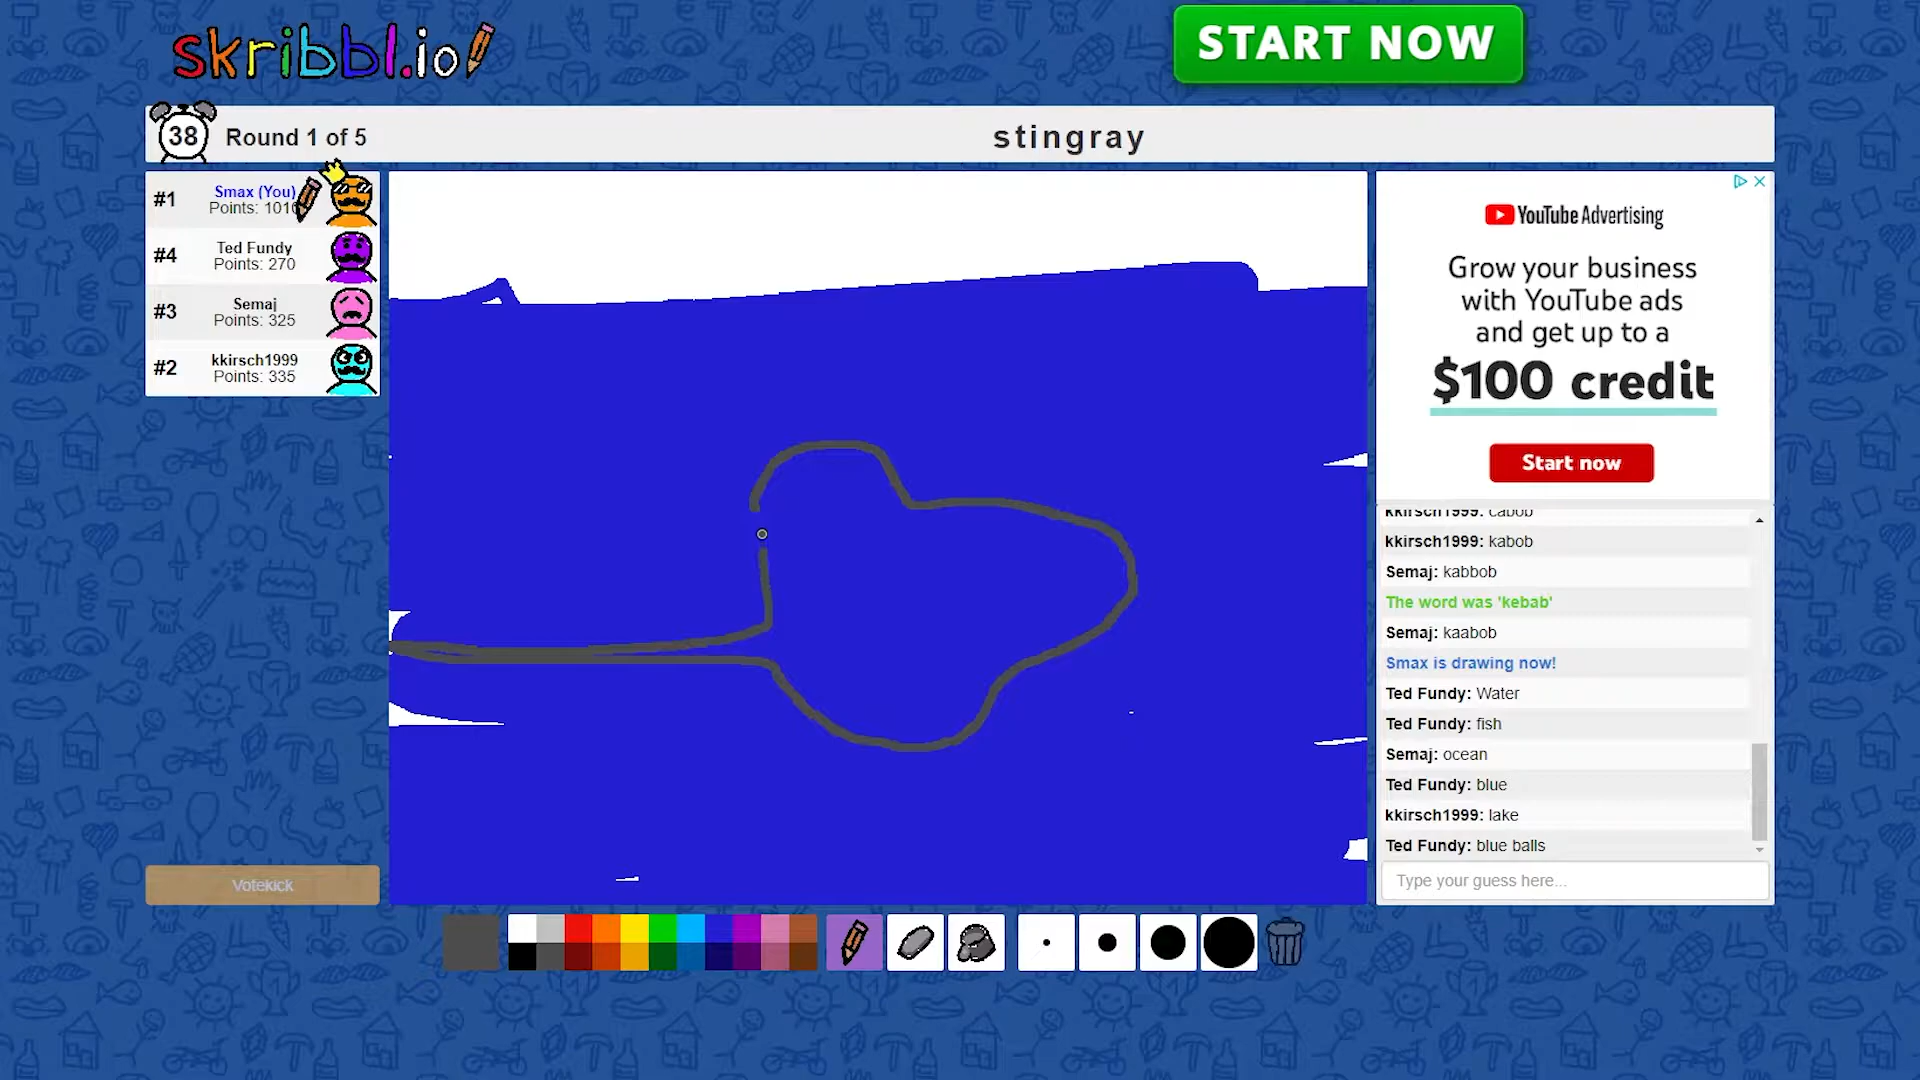 skribbl.io
START NOW
38
Round 1 of 5
stingray
#1
Smax (You)
Points: 1010
#4
Ted Fundy
Points: 270
#3
Semaj
Points: 325
#2
kkirsch1999
Points: 335
Votekick
YouTube Advertising
Grow your business
with YouTube ads
and get up to a
$100 credit
Start now
kkirsch1999: cabob
kkirsch1999: kabob
Semaj: kabbob
The word was 'kebab'
Semaj: kaabob
Smax is drawing now!
Ted Fundy: Water
Ted Fundy: fish
Semaj: ocean
Ted Fundy: blue
kkirsch1999: lake
Ted Fundy: blue balls
Type your guess here...